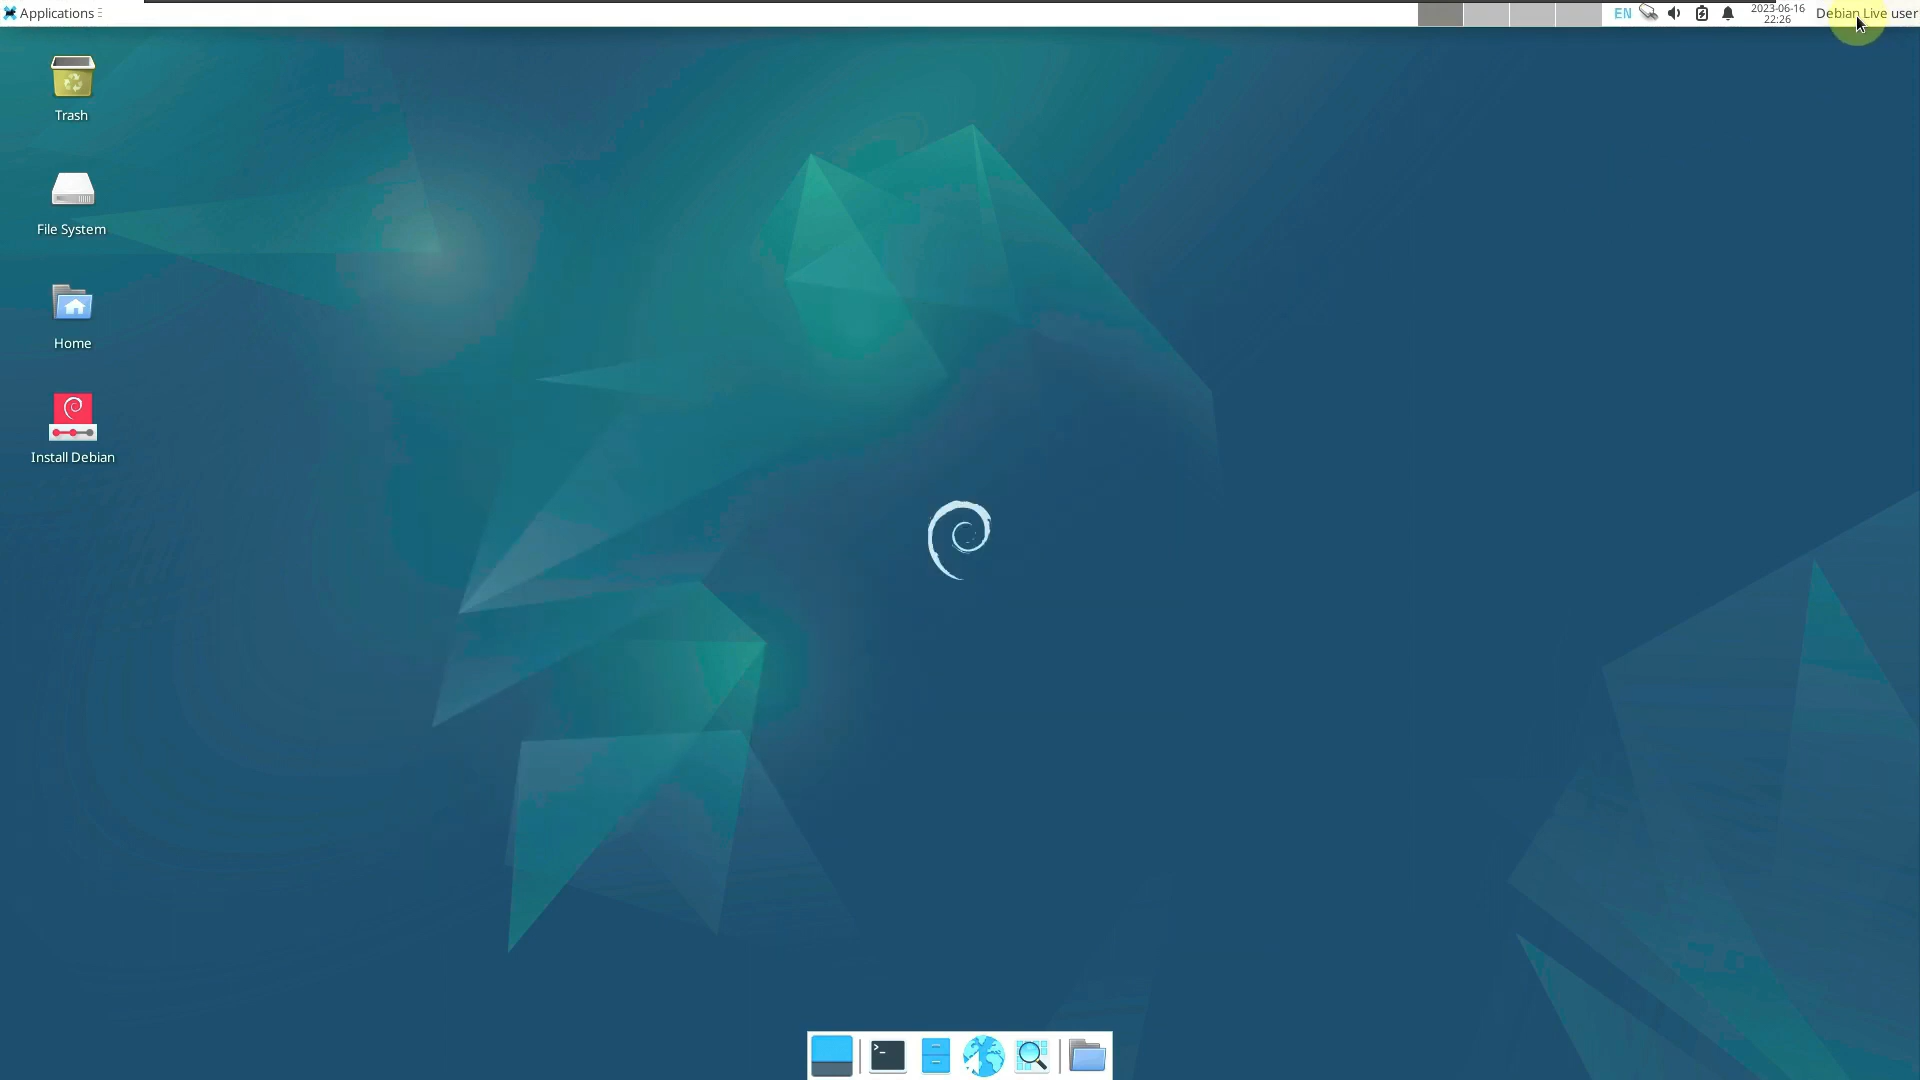 Applications
EN
2023-06-16
22:26
Debian Live user
Trash
File System
Home
Install Debian